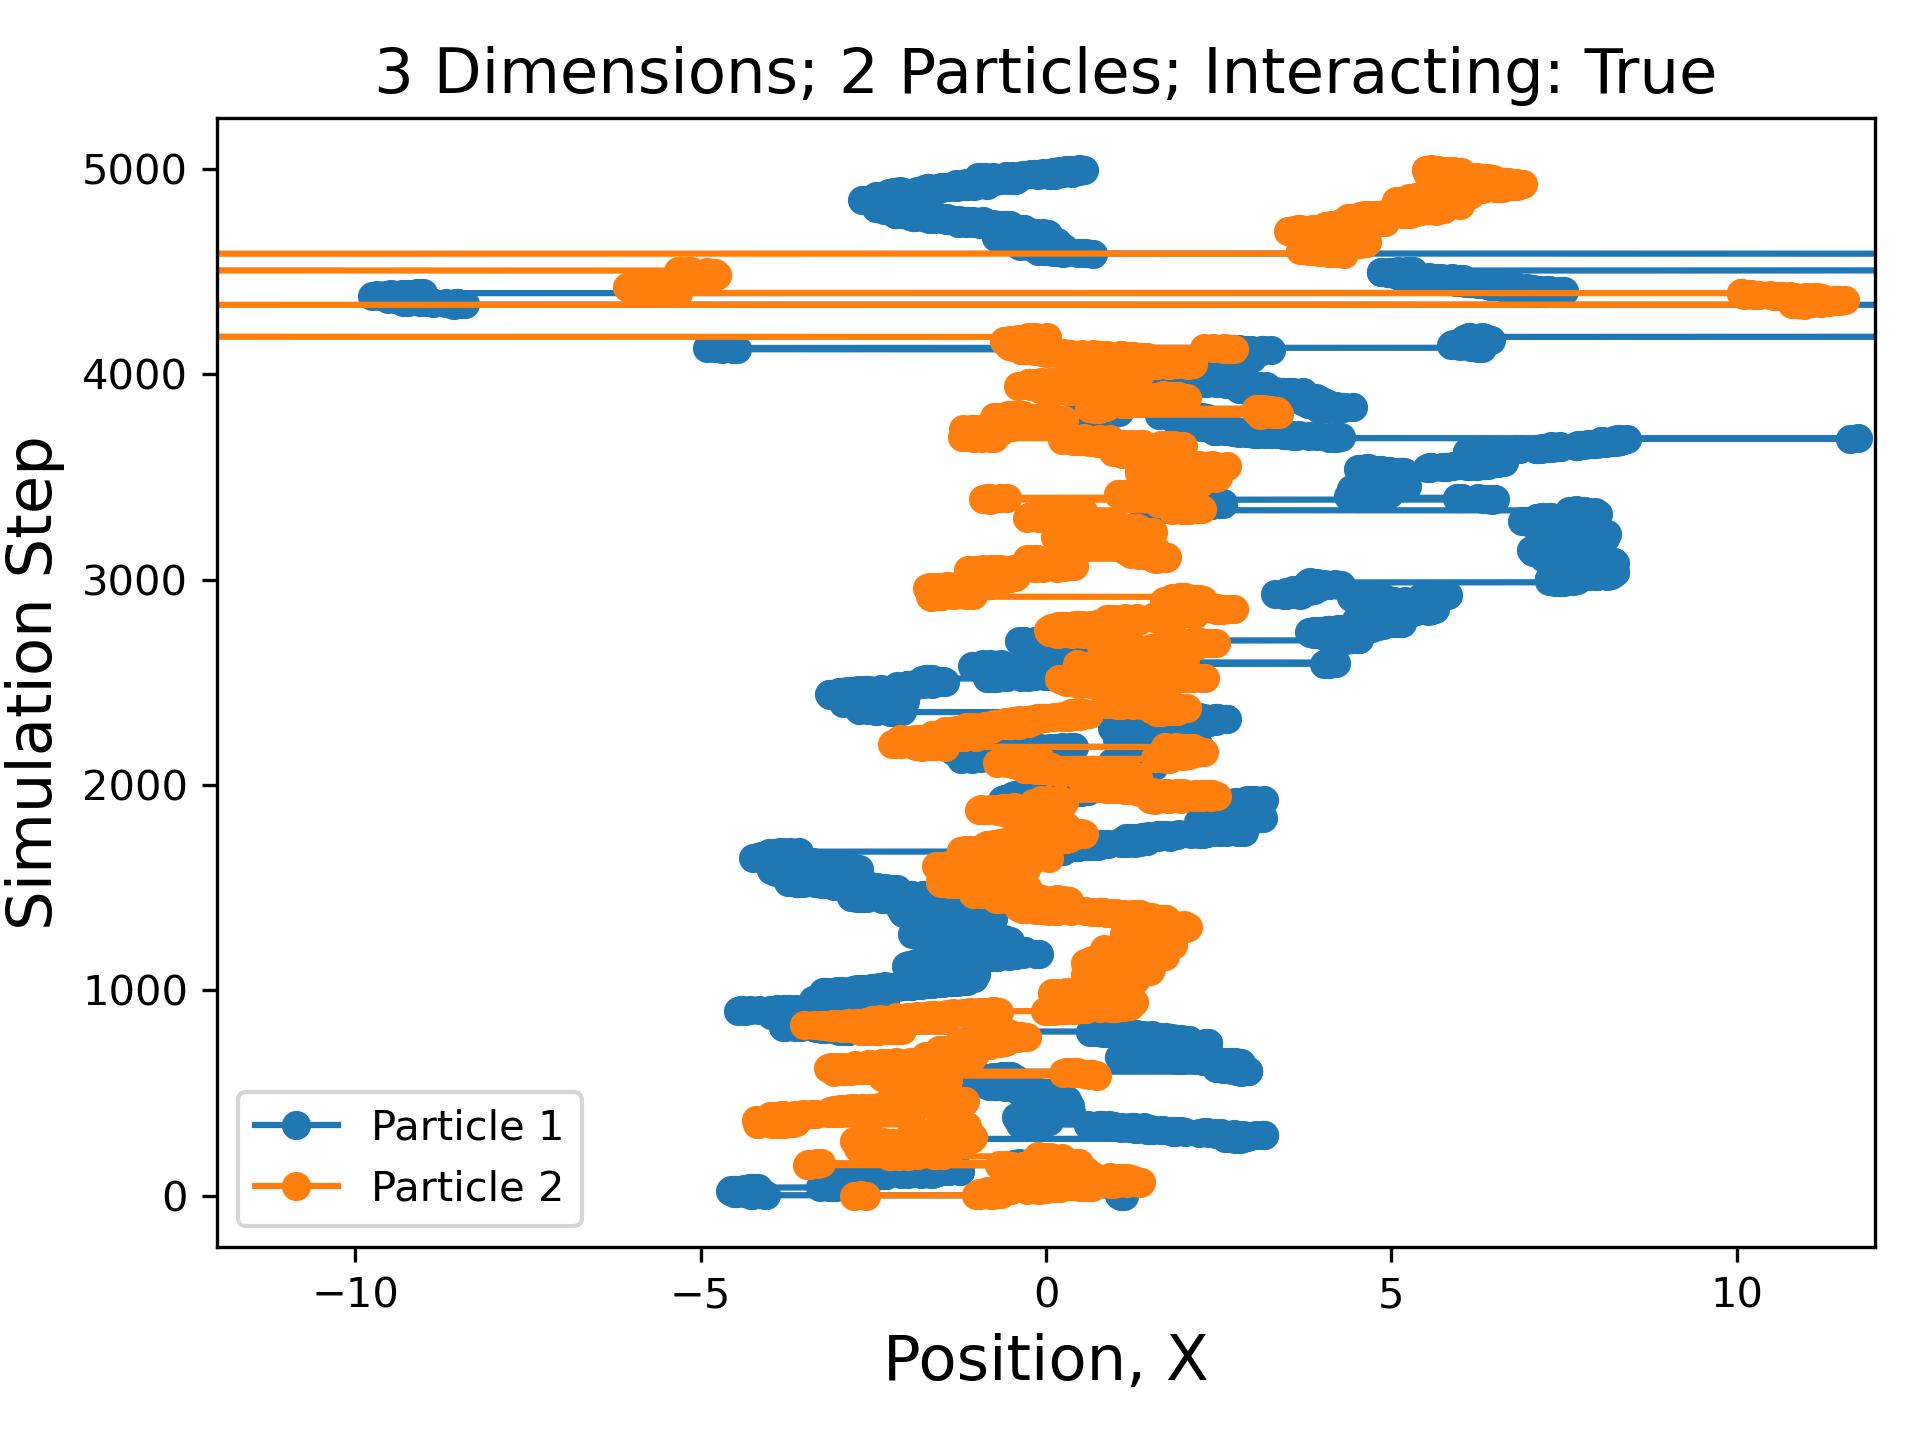 3 Dimensions; 2 Particles; Interacting: True
Simulation Step
5000
4000
3000
2000
1000
0
Particle 1
Particle 2
−10
−5
0
5
10
Position, X